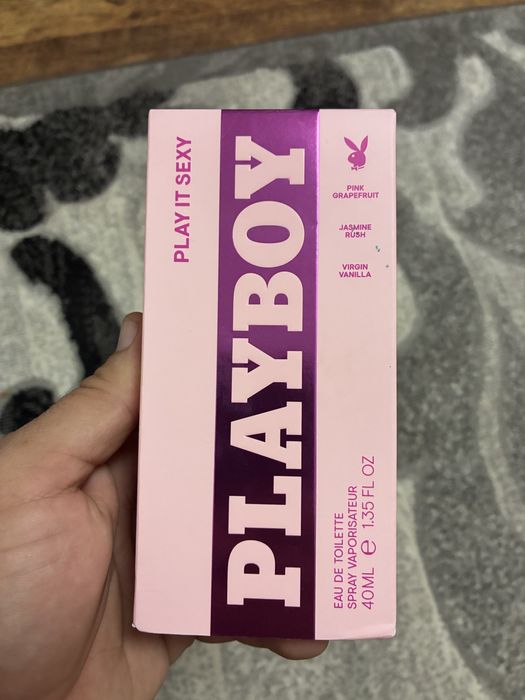 PLAY IT SEXY
PLAYBOY
PINK
GRAPEFRUIT
JASMINE
RUSH
VIRGIN
VANILLA
EAU DE TOILETTE
SPRAY VAPORISATEUR
40ML ℮ 1.35 FL OZ